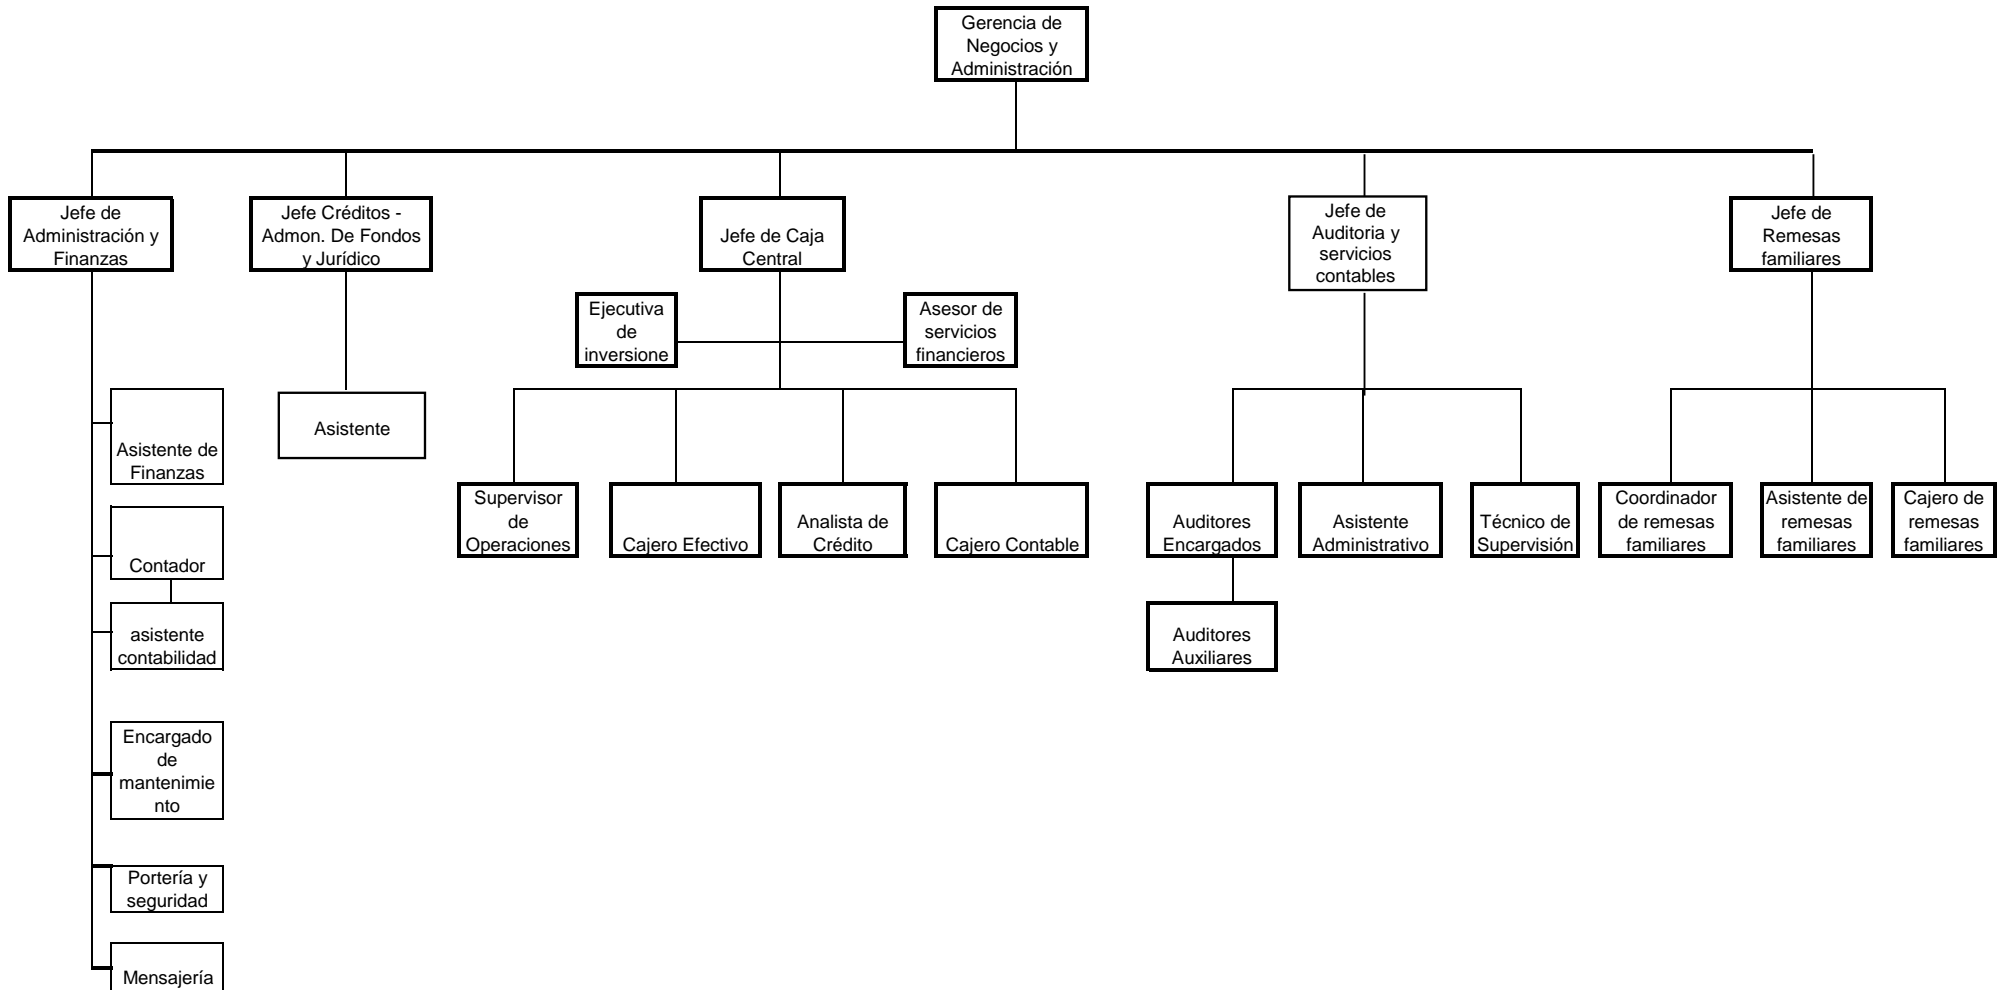 Gerencia de
Negocios y
Administración
Jefe de
Administración y
Finanzas
Jefe Créditos -
Admon. De Fondos
y Jurídico
Jefe de Caja
Central
Jefe de
Auditoria y
servicios
contables
Jefe de
Remesas
familiares
Ejecutiva
de
inversione
Asesor de
servicios
financieros
Asistente de
Finanzas
Asistente
Supervisor
de
Operaciones
Cajero Efectivo
Analista de
Crédito
Cajero Contable
Auditores
Encargados
Asistente
Administrativo
Técnico de
Supervisión
Coordinador
de remesas
familiares
Asistente de
remesas
familiares
Cajero de
remesas
familiares
Contador
asistente
contabilidad
Auditores
Auxiliares
Encargado
de
mantenimie
nto
Portería y
seguridad
Mensajería